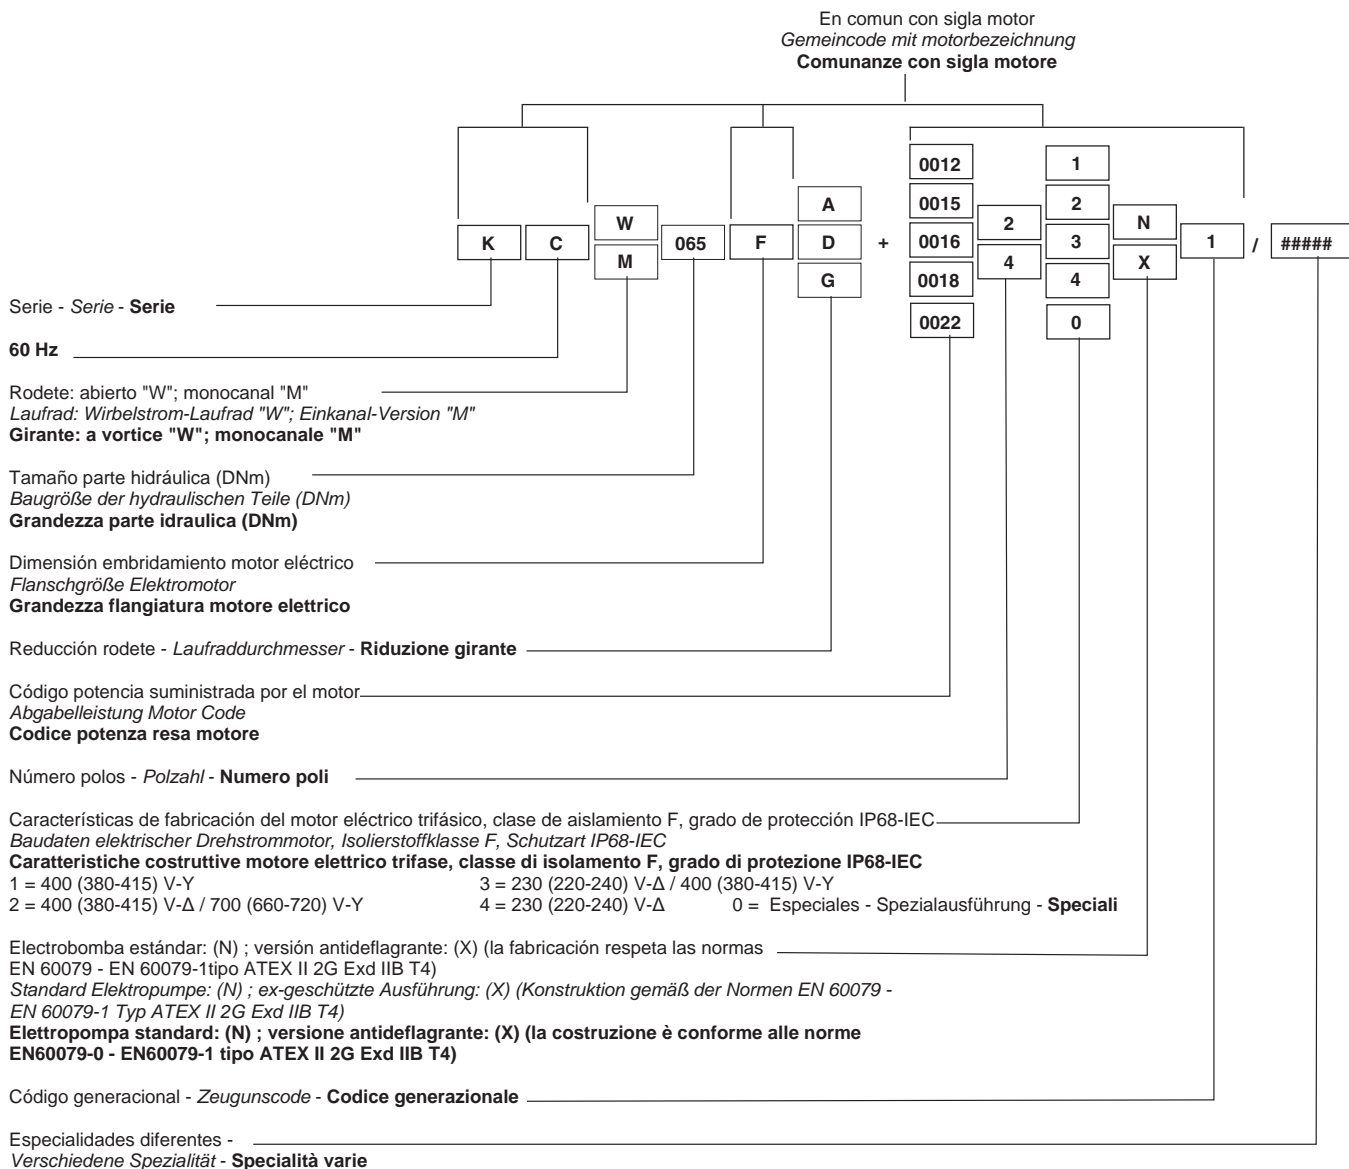 En comun con sigla motor
Gemeincode mit motorbezeichnung
Comunanze con sigla motore
0012 1
0015 2
A
W 2 N
K C 065 F D + 0016 3 1 / #####
M 4 X
G 0018 4
0022 0
Serie - Serie - Serie
60 Hz
Rodete: abierto "W"; monocanal "M"
Laufrad: Wirbelstrom-Laufrad "W"; Einkanal-Version "M"
Girante: a vortice "W"; monocanale "M"
Tamaño parte hidráulica (DNm)
Baugröße der hydraulischen Teile (DNm)
Grandezza parte idraulica (DNm)
Dimensión embridamiento motor eléctrico
Flanschgröße Elektromotor
Grandezza flangiatura motore elettrico
Reducción rodete - Laufraddurchmesser - Riduzione girante
Código potencia suministrada por el motor
Abgabelleistung Motor Code
Codice potenza resa motore
Número polos - Polzahl - Numero poli
Características de fabricación del motor eléctrico trifásico, clase de aislamiento F, grado de protección IP68-IEC
Baudaten elektrischer Drehstrommotor, Isolierstoffklasse F, Schutzart IP68-IEC
Caratteristiche costruttive motore elettrico trifase, classe di isolamento F, grado di protezione IP68-IEC
1 = 400 (380-415) V-Y 3 = 230 (220-240) V-Δ / 400 (380-415) V-Y
2 = 400 (380-415) V-Δ / 700 (660-720) V-Y 4 = 230 (220-240) V-Δ 0 = Especiales - Spezialausführung - Speciali
Electrobomba estándar: (N) ; versión antideflagrante: (X) (la fabricación respeta las normas
EN 60079 - EN 60079-1tipo ATEX II 2G Exd IIB T4)
Standard Elektropumpe: (N) ; ex-geschützte Ausführung: (X) (Konstruktion gemäß der Normen EN 60079 -
EN 60079-1 Typ ATEX II 2G Exd IIB T4)
Elettropompa standard: (N) ; versione antideflagrante: (X) (la costruzione è conforme alle norme
EN60079-0 - EN60079-1 tipo ATEX II 2G Exd IIB T4)
Código generacional - Zeugunscode - Codice generazionale
Especialidades diferentes -
Verschiedene Spezialität - Specialità varie